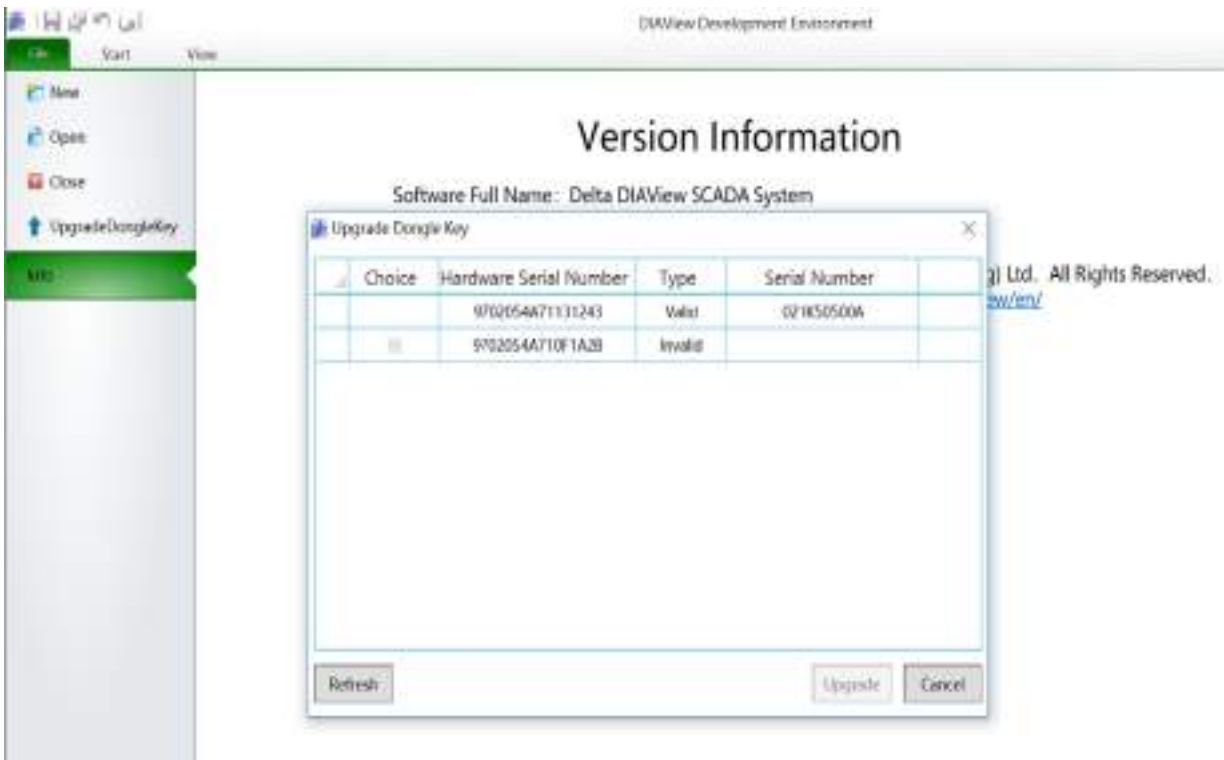 DIAView Development Environment
File Start View
New
Open
Close
UpgradeDongleKey
Info
Version Information
Software Full Name: Delta DIAView SCADA System
g) Ltd. All Rights Reserved.
ew/en/
Upgrade Dongle Key
Choice Hardware Serial Number Type Serial Number
9702054A71131243 Valid 021K50500A
9702054A710F1A2B Invalid
Refresh Upgrade Cancel